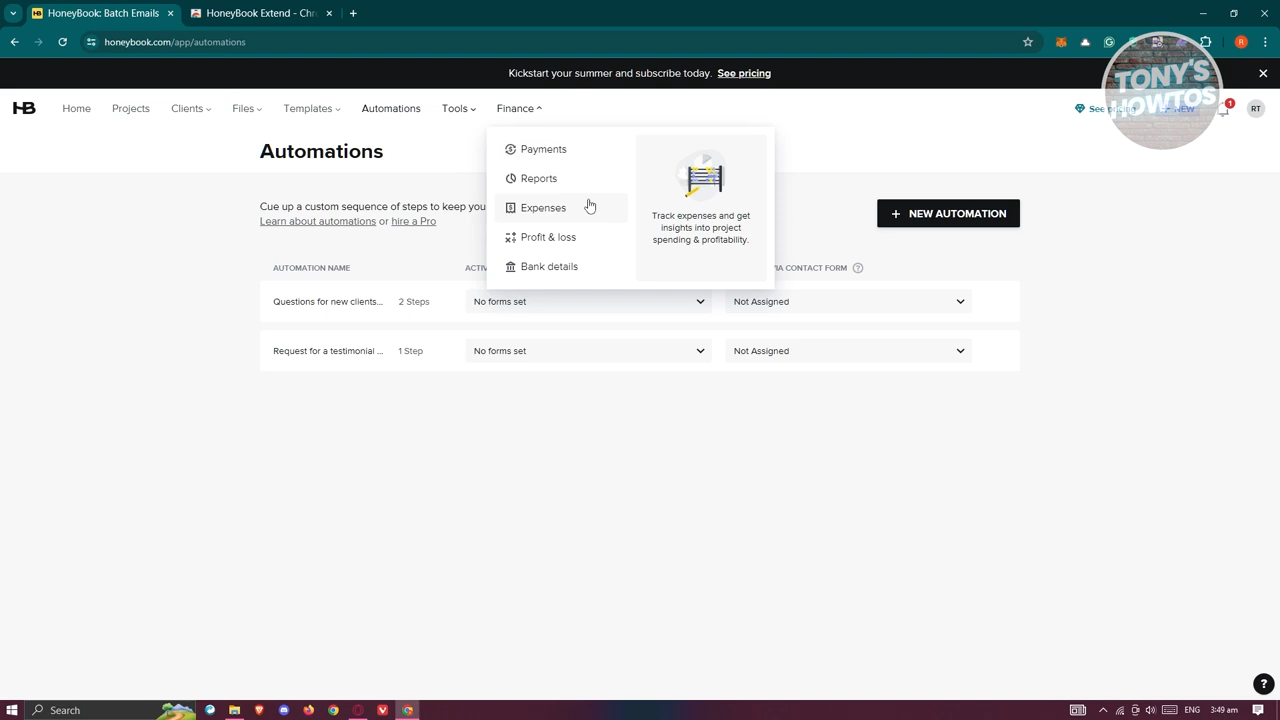 HoneyBook: Batch Emails
HoneyBook Extend - Chr
honeybook.com/app/automations
Kickstart your summer and subscribe today. See pricing
HB Home Projects Clients Files Templates Automations Tools Finance See pricing NEW 1 RT
TONY'S
HOWTOS
Automations
Payments
Reports
Expenses
Profit & loss
Bank details
Track expenses and get
insights into project
spending & profitability.
Cue up a custom sequence of steps to keep you
Learn about automations or hire a Pro
+ NEW AUTOMATION
AUTOMATION NAME ACTIV VIA CONTACT FORM ?
Questions for new clients... 2 Steps No forms set Not Assigned
Request for a testimonial ... 1 Step No forms set Not Assigned
?
Search
ENG 3:49 am